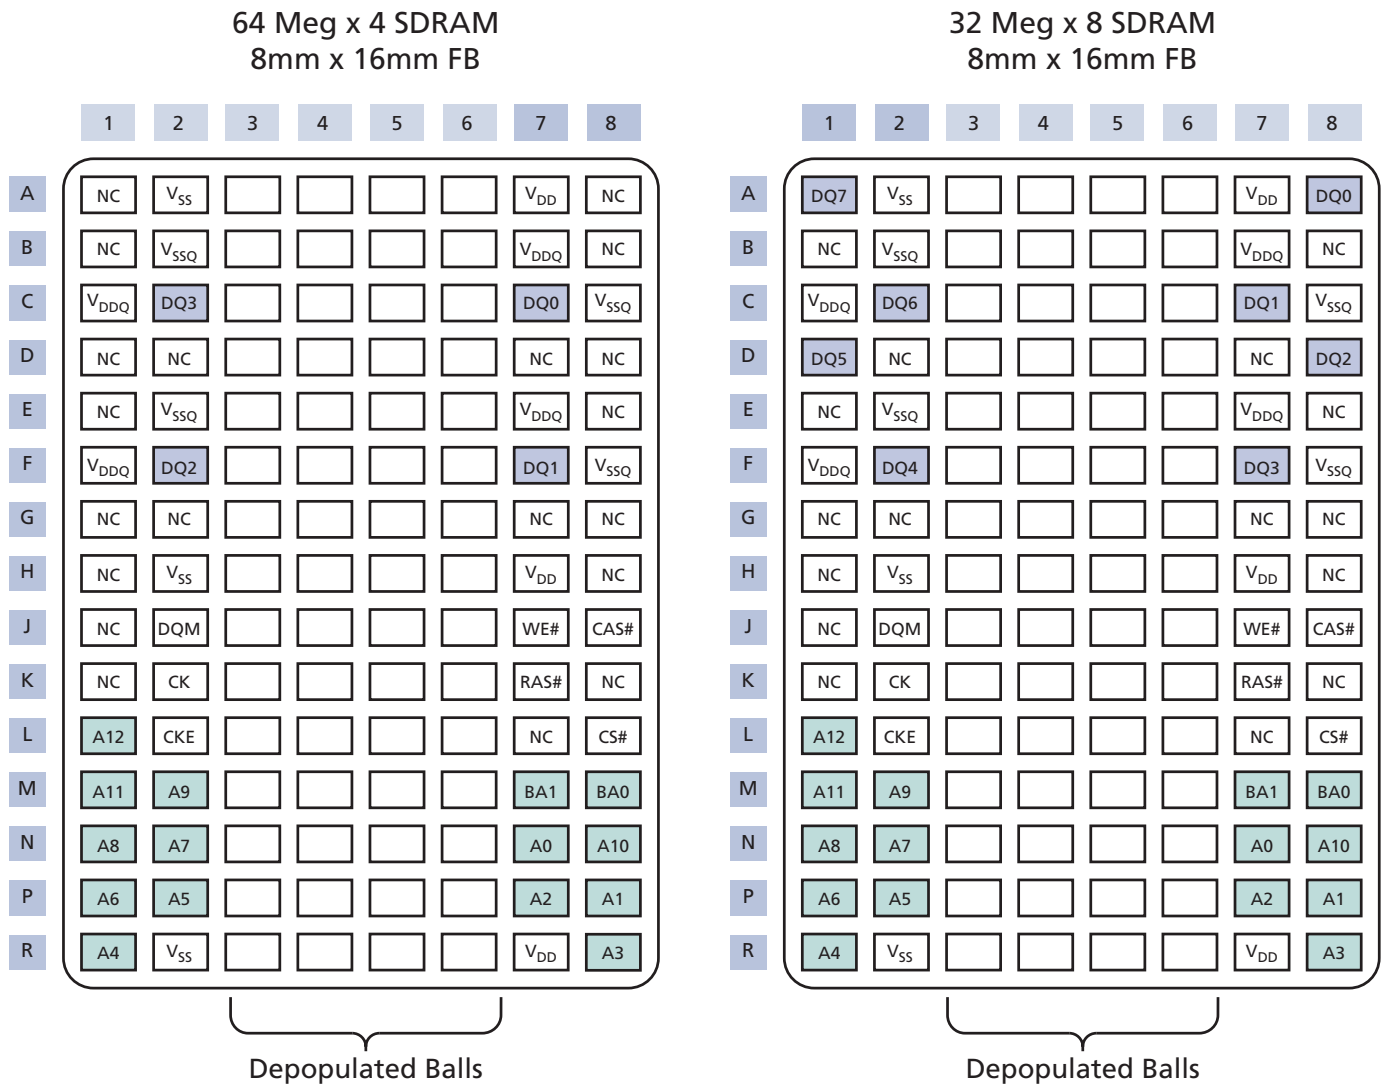 64 Meg x 4 SDRAM
8mm x 16mm FB
1 2 3 4 5 6 7 8
A NC VSS VDD NC
B NC VSSQ VDDQ NC
C VDDQ DQ3 DQ0 VSSQ
D NC NC NC NC
E NC VSSQ VDDQ NC
F VDDQ DQ2 DQ1 VSSQ
G NC NC NC NC
H NC VSS VDD NC
J NC DQM WE# CAS#
K NC CK RAS# NC
L A12 CKE NC CS#
M A11 A9 BA1 BA0
N A8 A7 A0 A10
P A6 A5 A2 A1
R A4 VSS VDD A3
Depopulated Balls
32 Meg x 8 SDRAM
8mm x 16mm FB
1 2 3 4 5 6 7 8
A DQ7 VSS VDD DQ0
B NC VSSQ VDDQ NC
C VDDQ DQ6 DQ1 VSSQ
D DQ5 NC NC DQ2
E NC VSSQ VDDQ NC
F VDDQ DQ4 DQ3 VSSQ
G NC NC NC NC
H NC VSS VDD NC
J NC DQM WE# CAS#
K NC CK RAS# NC
L A12 CKE NC CS#
M A11 A9 BA1 BA0
N A8 A7 A0 A10
P A6 A5 A2 A1
R A4 VSS VDD A3
Depopulated Balls